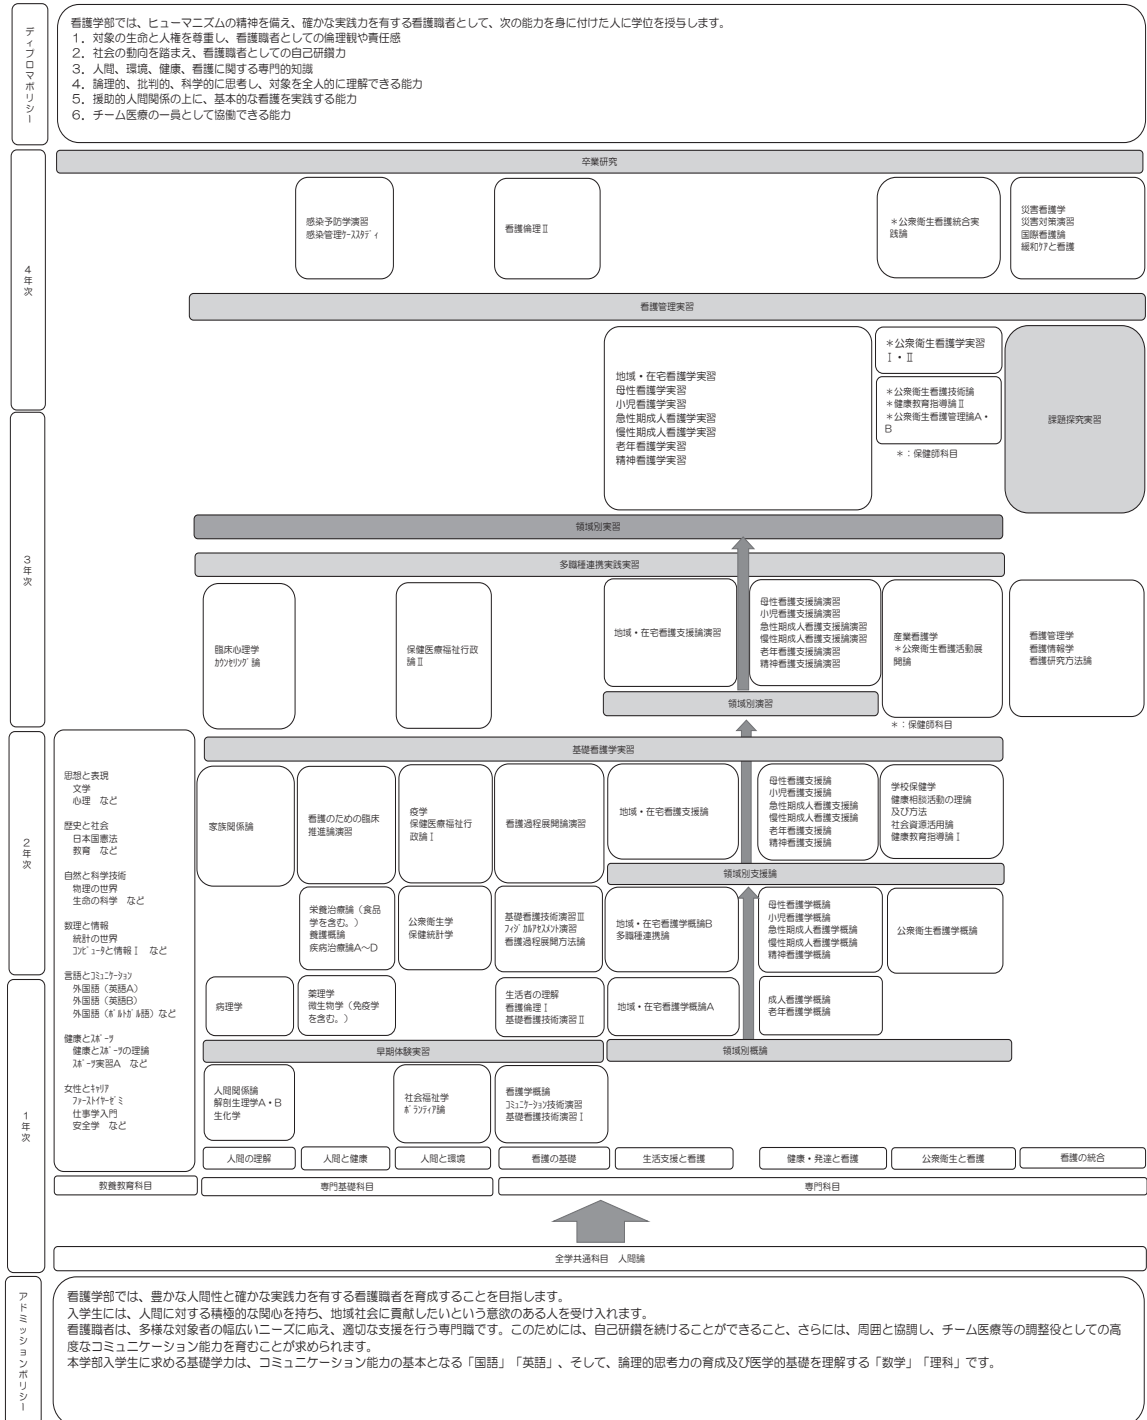 ディプロマポリシー
看護学部では、ヒューマニズムの精神を備え、確かな実践力を有する看護職者として、次の能力を身に付けた人に学位を授与します。
1．対象の生命と人権を尊重し、看護職者としての倫理観や責任感
2．社会の動向を踏まえ、看護職者としての自己研鑽力
3．人間、環境、健康、看護に関する専門的知識
4．論理的、批判的、科学的に思考し、対象を全人的に理解できる能力
5．援助的人間関係の上に、基本的な看護を実践する能力
6．チーム医療の一員として協働できる能力
4年次
卒業研究
感染予防学演習
感染管理ｹｰｽｽﾀﾃﾞｨ
看護倫理Ⅱ
＊公衆衛生看護統合実
践論
災害看護学
災害対策演習
国際看護論
緩和ｹｱと看護
看護管理実習
地域・在宅看護学実習
母性看護学実習
小児看護学実習
急性期成人看護学実習
慢性期成人看護学実習
老年看護学実習
精神看護学実習
＊公衆衛生看護学実習
Ⅰ・Ⅱ
＊公衆衛生看護技術論
＊健康教育指導論Ⅱ
＊公衆衛生看護管理論A・
B
＊：保健師科目
課題探究実習
3年次
領域別実習
多職種連携実践実習
臨床心理学
ｶｳﾝｾﾘﾝｸﾞ論
保健医療福祉行政
論Ⅱ
地域・在宅看護支援論演習
母性看護支援論演習
小児看護支援論演習
急性期成人看護支援論演習
慢性期成人看護支援論演習
老年看護支援論演習
精神看護支援論演習
産業看護学
＊公衆衛生看護活動展
開論
看護管理学
看護情報学
看護研究方法論
領域別演習
＊：保健師科目
2年次
基礎看護学実習
思想と表現
文学
心理　など
歴史と社会
日本国憲法
教育　など
自然と科学技術
物理の世界
生命の科学　など
数理と情報
統計の世界
ｺﾝﾋﾟｭｰﾀと情報Ⅰ　など
言語とｺﾐｭﾆｹｰｼｮﾝ
外国語（英語A）
外国語（英語B）
外国語（ﾎﾟﾙﾄｶﾞﾙ語）など
健康とｽﾎﾟｰﾂ
健康とｽﾎﾟｰﾂの理論
ｽﾎﾟｰﾂ実習A　など
女性とｷｬﾘｱ
ﾌｧｰｽﾄｲﾔｰｾﾞﾐ
仕事学入門
安全学　など
家族関係論
看護のための臨床
推論演習
疫学
保健医療福祉行
政論Ⅰ
看護過程展開論演習
地域・在宅看護支援論
母性看護支援論
小児看護支援論
急性期成人看護支援論
慢性期成人看護支援論
老年看護支援論
精神看護支援論
学校保健学
健康相談活動の理論
及び方法
社会資源活用論
健康教育指導論Ⅰ
領域別支援論
栄養治療論（食品
学を含む。）
養護概論
疾病治療論A～D
公衆衛生学
保健統計学
基礎看護技術演習Ⅲ
ﾌｨｼﾞｶﾙｱｾｽﾒﾝﾄ演習
看護過程展開方法論
地域・在宅看護学概論B
多職種連携論
母性看護学概論
小児看護学概論
急性期成人看護学概論
慢性期成人看護学概論
精神看護学概論
公衆衛生看護学概論
1年次
病理学
薬理学
微生物学（免疫学
を含む。）
生活者の理解
看護倫理Ⅰ
基礎看護技術演習Ⅱ
地域・在宅看護学概論A
成人看護学概論
老年看護学概論
早期体験実習
領域別概論
人間関係論
解剖生理学A・B
生化学
社会福祉学
ﾎﾞﾗﾝﾃｨｱ論
看護学概論
ｺﾐｭﾆｹｰｼｮﾝ技術演習
基礎看護技術演習Ⅰ
人間の理解
人間と健康
人間と環境
看護の基礎
生活支援と看護
健康・発達と看護
公衆衛生と看護
看護の統合
教養教育科目
専門基礎科目
専門科目
全学共通科目　人間論
アドミッションポリシー
看護学部では、豊かな人間性と確かな実践力を有する看護職者を育成することを目指します。
入学生には、人間に対する積極的な関心を持ち、地域社会に貢献したいという意欲のある人を受け入れます。
看護職者は、多様な対象者の幅広いニーズに応え、適切な支援を行う専門職です。このためには、自己研鑽を続けることができること、さらには、周囲と協調し、チーム医療等の調整役としての高
度なコミュニケーション能力を育むことが求められます。
本学部入学生に求める基礎学力は、コミュニケーション能力の基本となる「国語」「英語」、そして、論理的思考力の育成及び医学的基礎を理解する「数学」「理科」です。